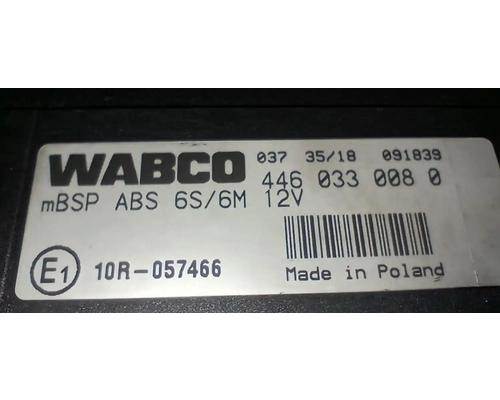 WABCO 037 35/18 091839
446 033 008 0
mBSP ABS 6S/6M 12V
E1 10R-057466
Made in Poland